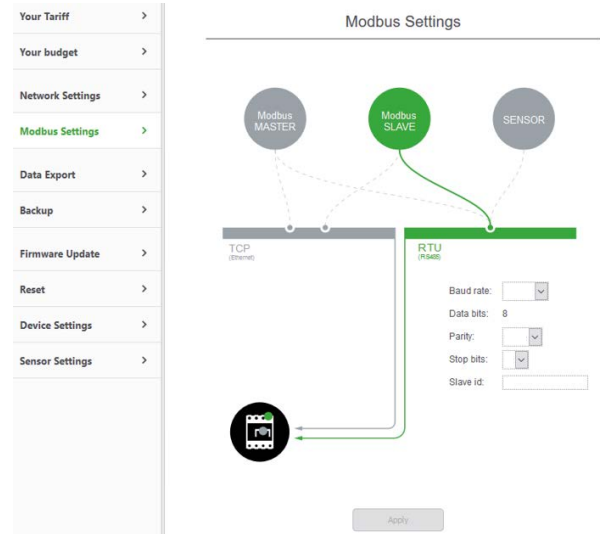 Your Tariff
Your budget
Network Settings
Modbus Settings
Data Export
Backup
Firmware Update
Reset
Device Settings
Sensor Settings
Modbus Settings
Modbus
MASTER
Modbus
SLAVE
SENSOR
TCP
(Ethernet)
RTU
(RS485)
Baud rate:
Data bits: 8
Parity:
Stop bits:
Slave id:
Apply